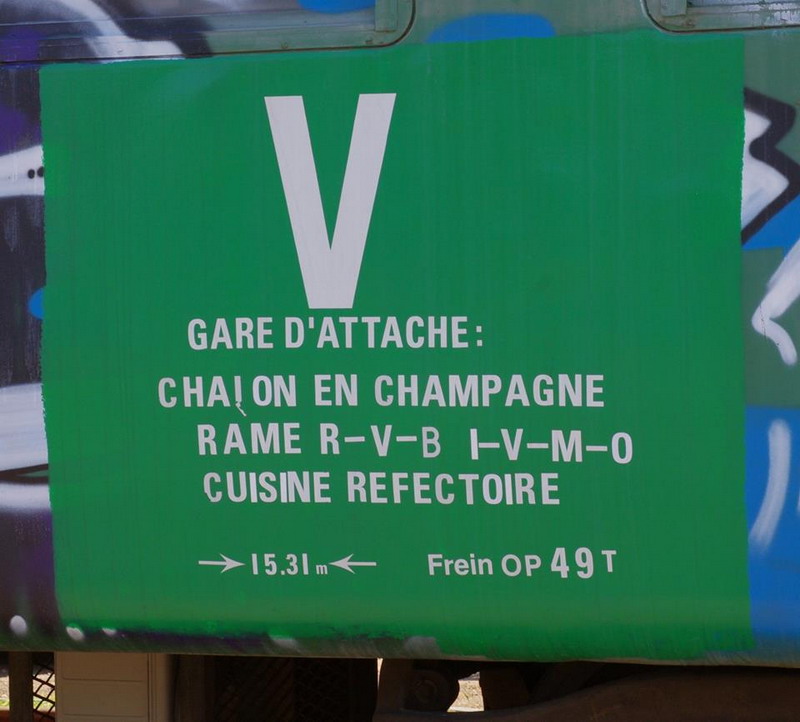 V
GARE D'ATTACHE:
CHALON EN CHAMPAGNE
RAME R-V-B I-V-M-O
CUISINE REFECTOIRE
15.31 m Frein OP 49 T